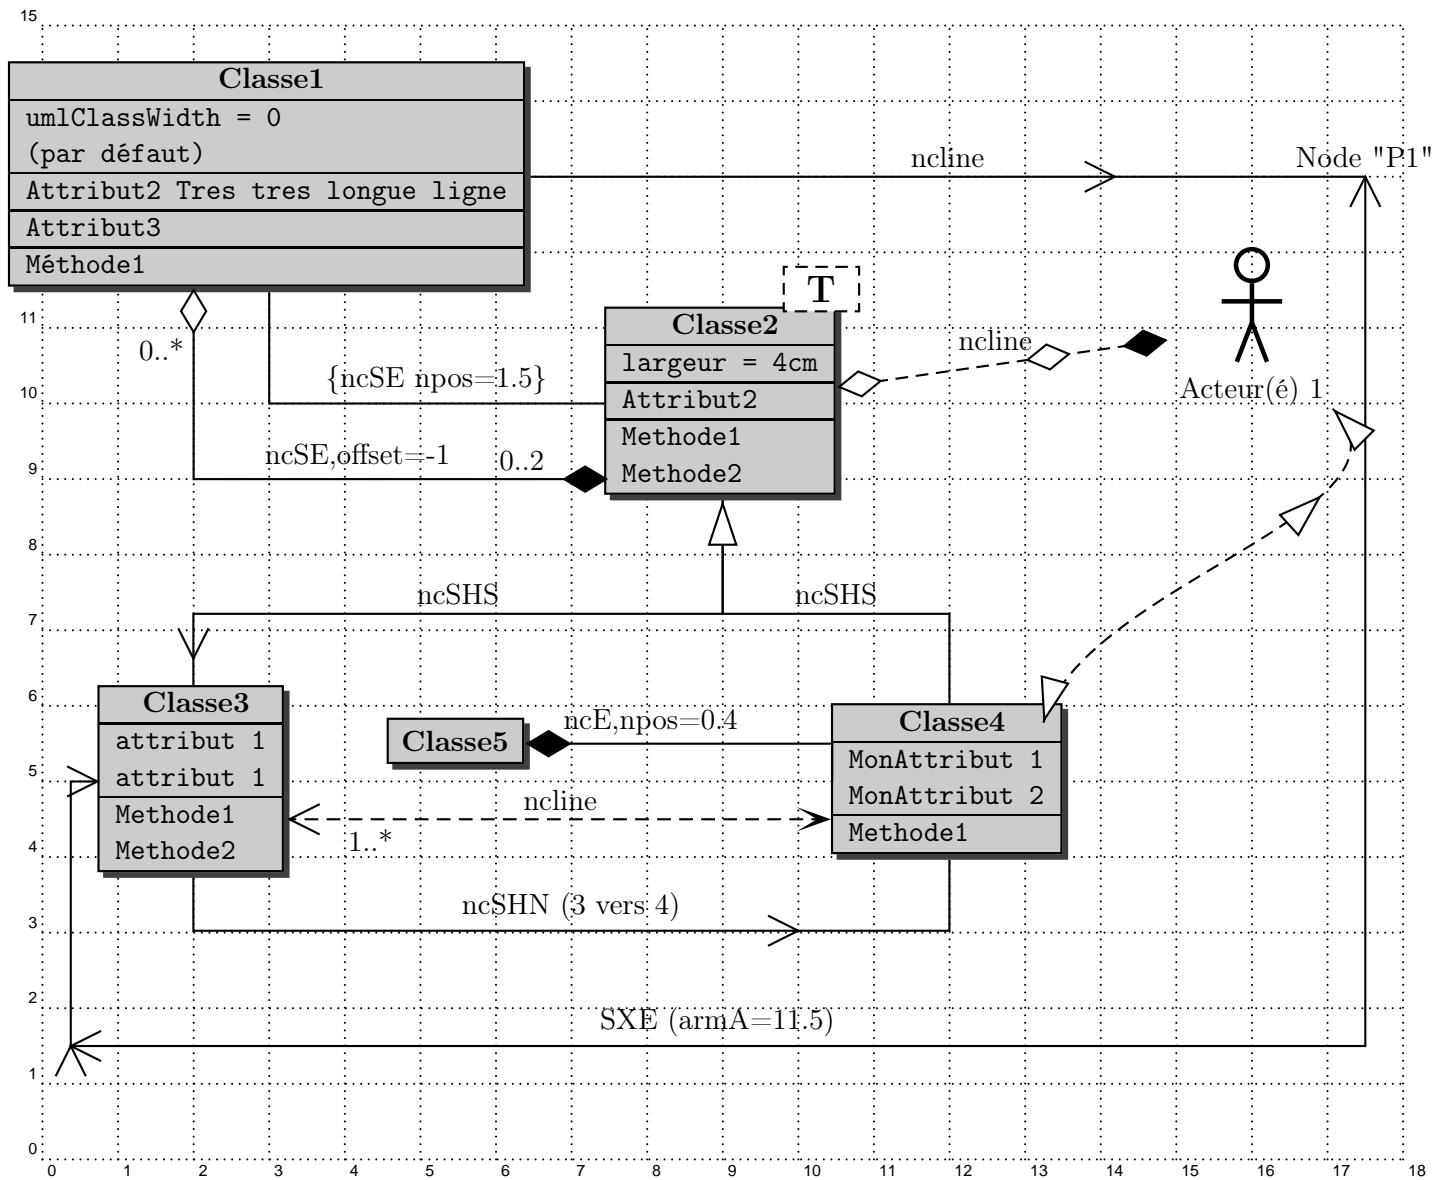 15
Classe1
umlClassWidth = 0
(par défaut)
Attribut2 Tres tres longue ligne
Attribut3
Méthode1
ncline
Node "P1"
T
Classe2
largeur = 4cm
Attribut2
Methode1
Methode2
ncline
Acteur(é) 1
11
0..*
{ncSE npos=1.5}
10
ncSE,offset=-1
0..2
9
8
ncSHS
ncSHS
7
6
Classe3
attribut 1
attribut 1
Methode1
Methode2
Classe5
ncE,npos=0.4
Classe4
MonAttribut 1
MonAttribut 2
Methode1
5
ncline
1..*
4
ncSHN (3 vers 4)
3
2
SXE (armA=11.5)
1
0
0 1 2 3 4 5 6 7 8 9 10 11 12 13 14 15 16 17 18